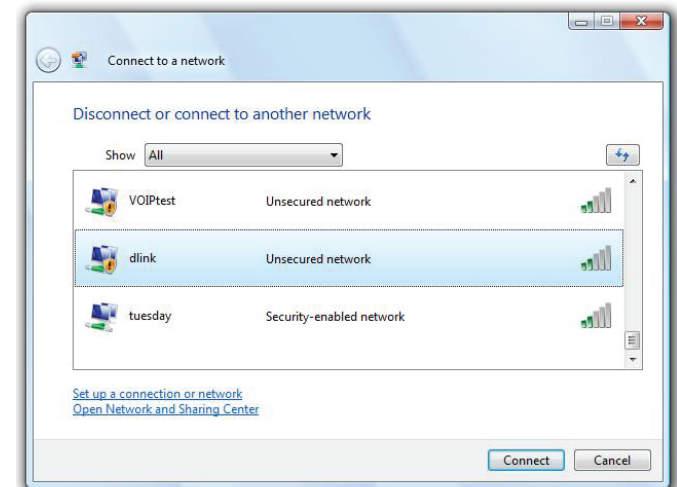 Connect to a network
Disconnect or connect to another network
Show All
VOIPtest Unsecured network
dlink Unsecured network
tuesday Security-enabled network
Set up a connection or network
Open Network and Sharing Center
Connect Cancel